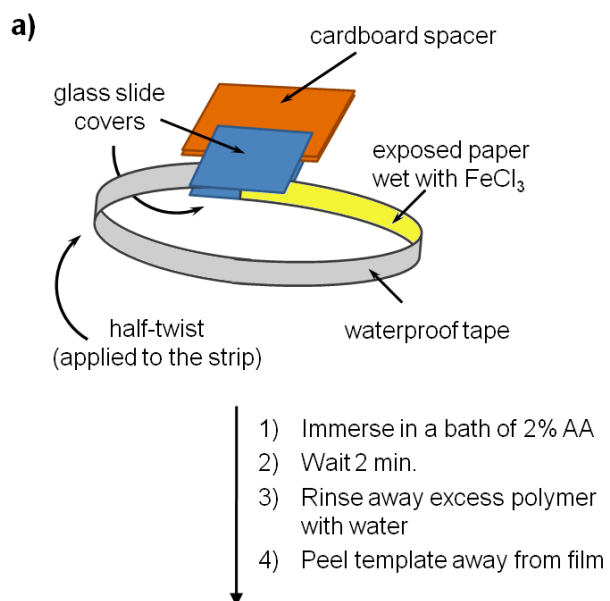 a)
cardboard spacer
glass slide
covers
exposed paper
wet with FeCl₃
half-twist
(applied to the strip)
waterproof tape
1) Immerse in a bath of 2% AA
2) Wait 2 min.
3) Rinse away excess polymer
with water
4) Peel template away from film